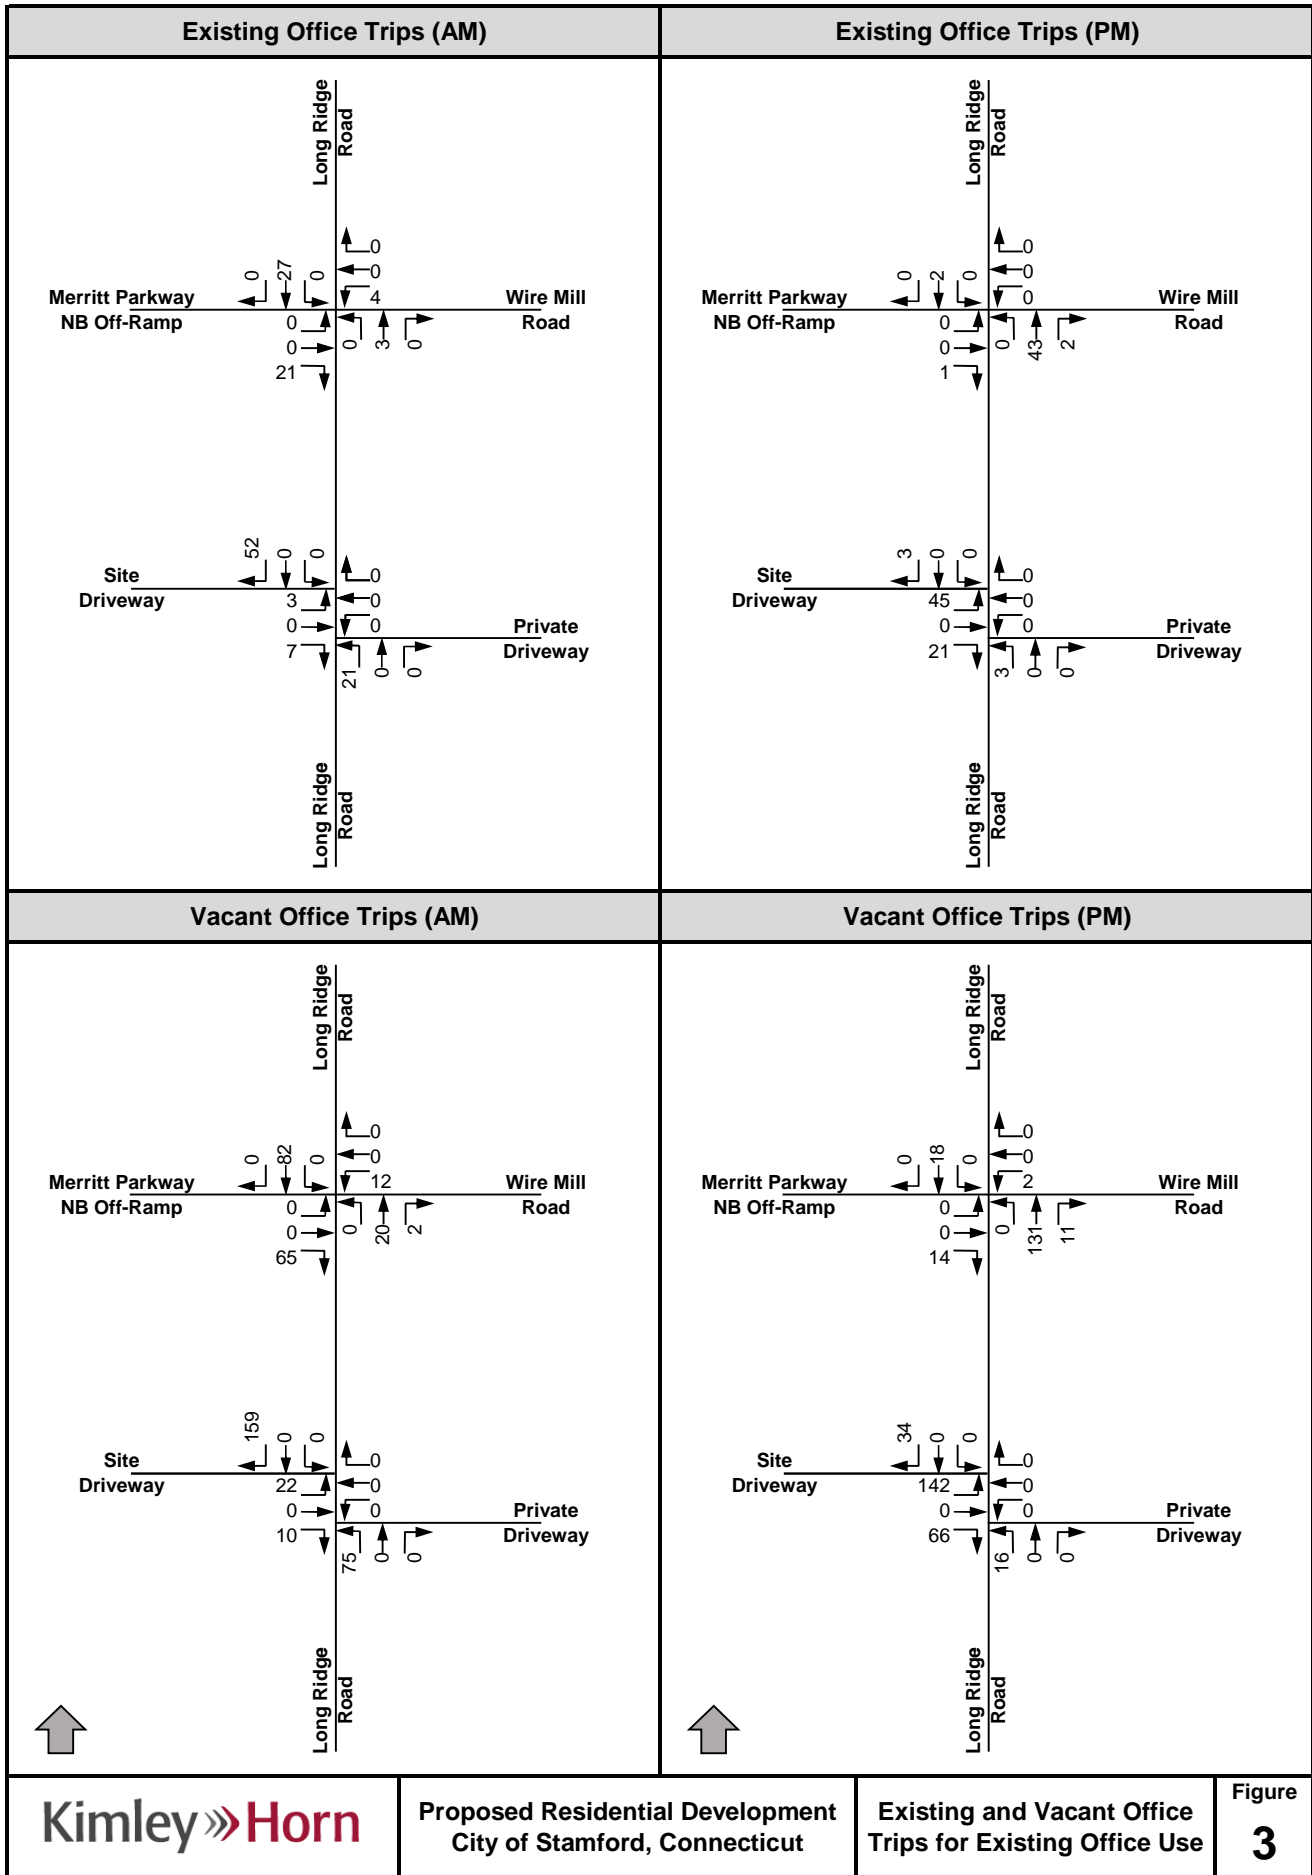 Existing Office Trips (AM)
Existing Office Trips (PM)
Long Ridge
Road
0
0
0
27
0
4
Merritt Parkway
NB Off-Ramp
Wire Mill
Road
0
0
21
0
3
0
52
0
0
0
0
0
Site
Driveway
3
0
7
21
0
0
Private
Driveway
Long Ridge
Road
Long Ridge
Road
0
0
0
2
0
0
Merritt Parkway
NB Off-Ramp
Wire Mill
Road
0
0
1
0
43
2
3
0
0
0
0
0
Site
Driveway
45
0
21
3
0
0
Private
Driveway
Long Ridge
Road
Vacant Office Trips (AM)
Vacant Office Trips (PM)
Long Ridge
Road
0
0
0
82
0
12
Merritt Parkway
NB Off-Ramp
Wire Mill
Road
0
0
65
0
20
2
159
0
0
0
0
0
Site
Driveway
22
0
10
75
0
0
Private
Driveway
Long Ridge
Road
Long Ridge
Road
0
0
0
18
0
2
Merritt Parkway
NB Off-Ramp
Wire Mill
Road
0
0
14
0
131
11
34
0
0
0
0
0
Site
Driveway
142
0
66
16
0
0
Private
Driveway
Long Ridge
Road
Kimley»Horn
Proposed Residential Development
City of Stamford, Connecticut
Existing and Vacant Office
Trips for Existing Office Use
Figure
3